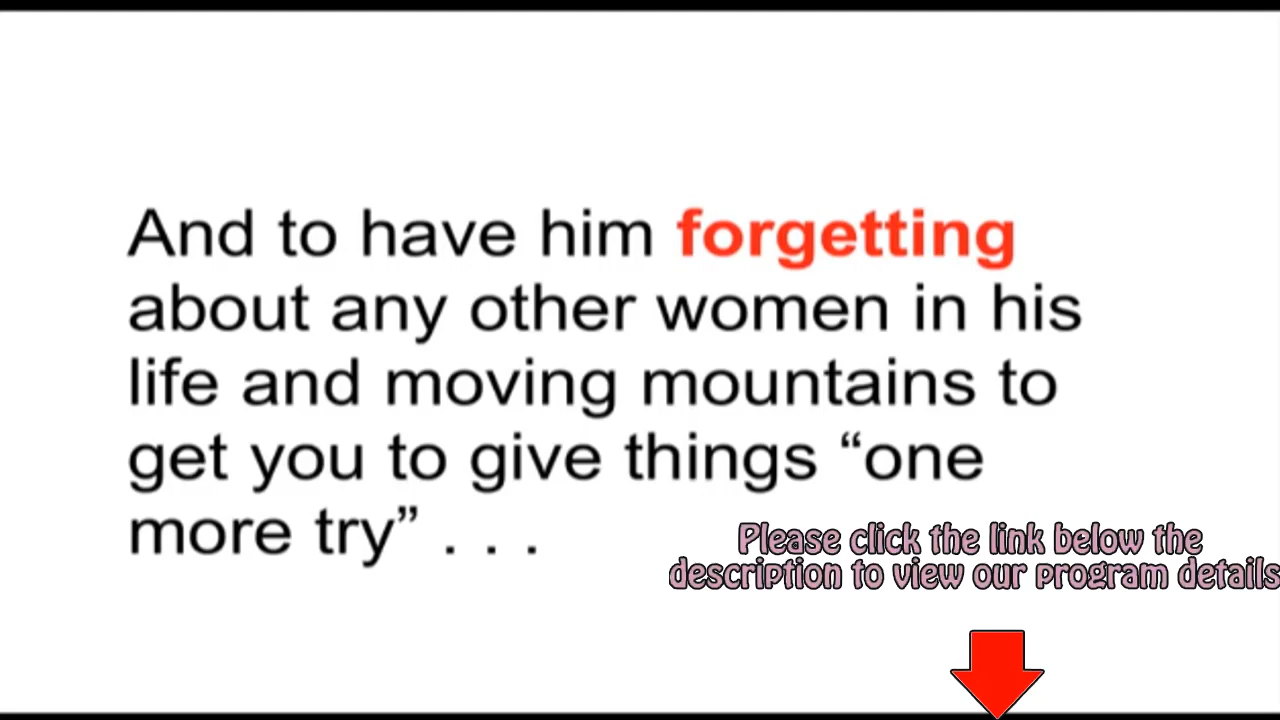 And to have him forgetting
about any other women in his
life and moving mountains to
get you to give things “one
more try” . . .
Please click the link below the
description to view our program details